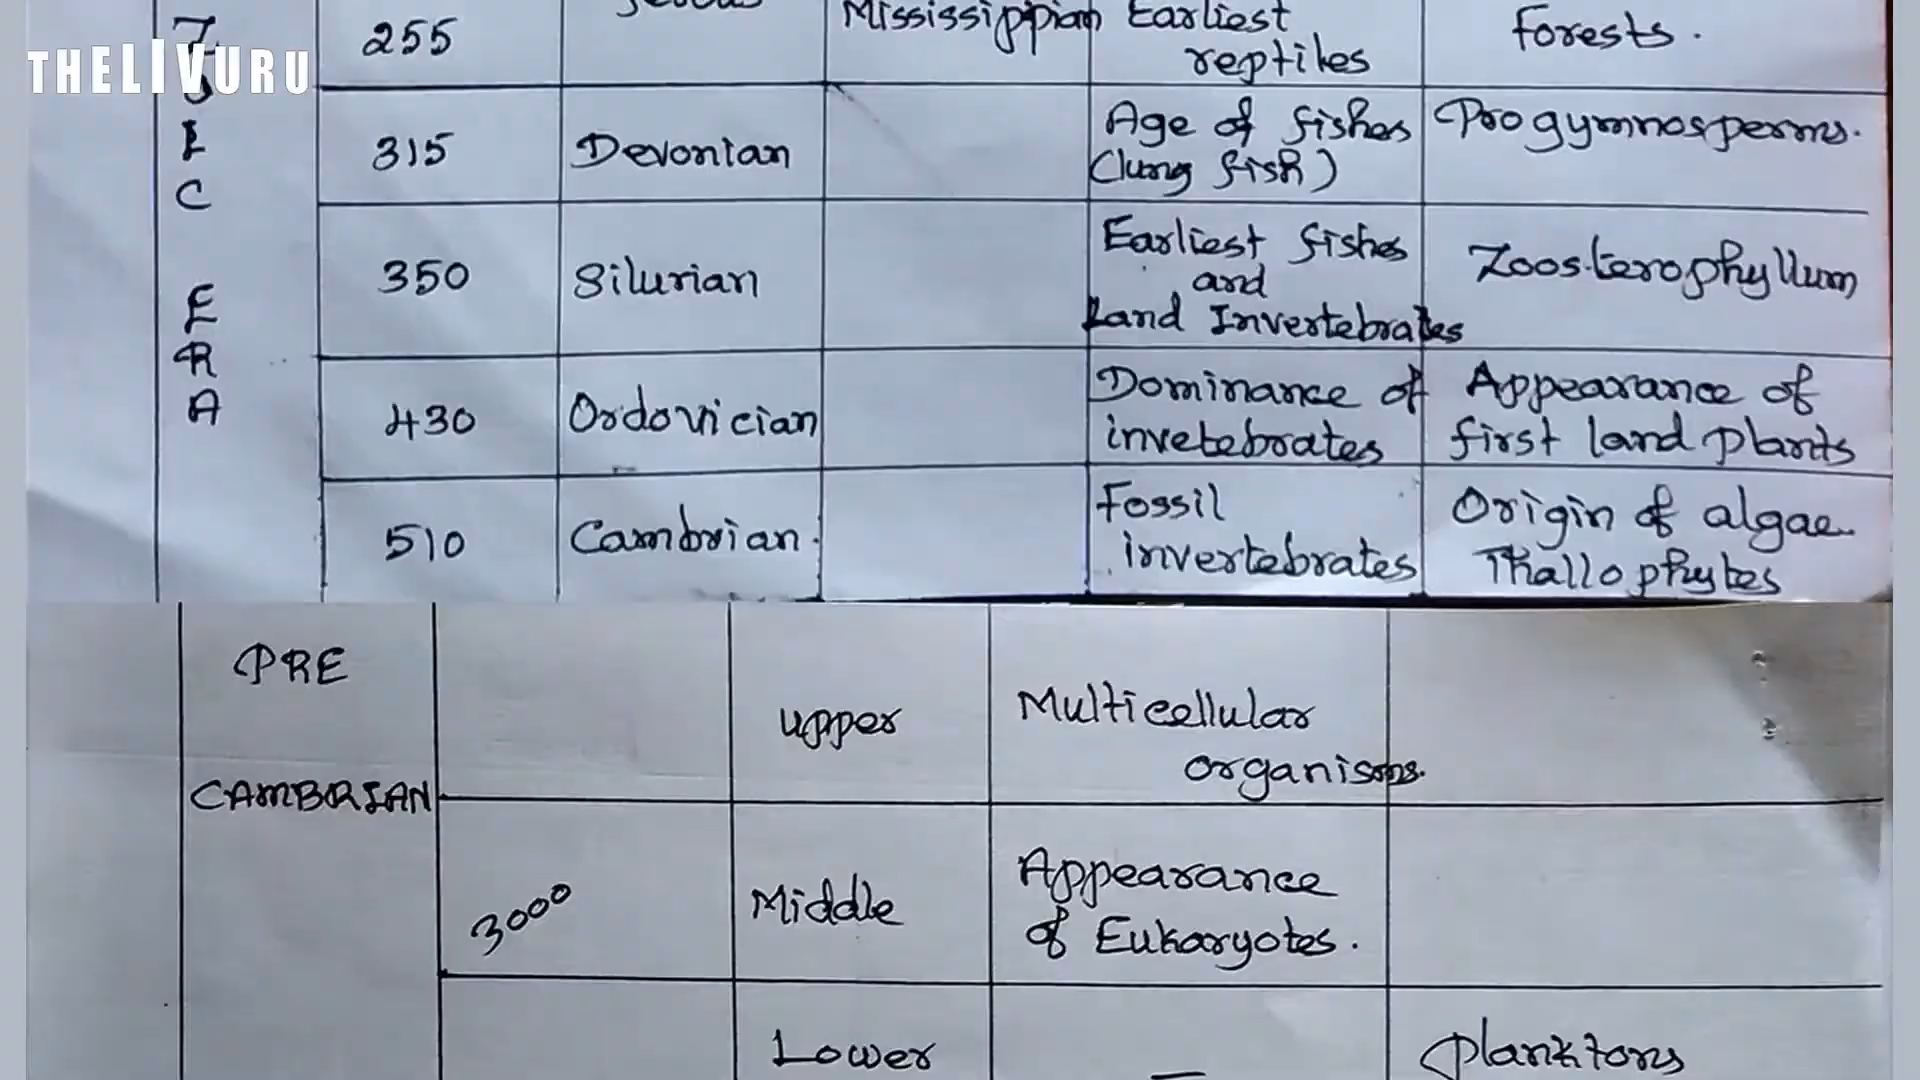 THELIVURU
Z
O
I
C
E
R
A
255
Mississippian
Earliest
reptiles
forests.
315
Devonian
Age of fishes
(lung fish)
Progymnosperms.
350
Silurian
Earliest fishes
and
Land Invertebrates
Zoosterophyllum
430
Ordovician
Dominance of
invetebrates
Appearance of
first land plants
510
Cambrian.
Fossil
invertebrates
Origin of algae
Thallophytes
PRE
CAMBRIAN
upper
Multicellular
organisms.
3000
Middle
Appearance
of Eukaryotes.
Lower
Planktons